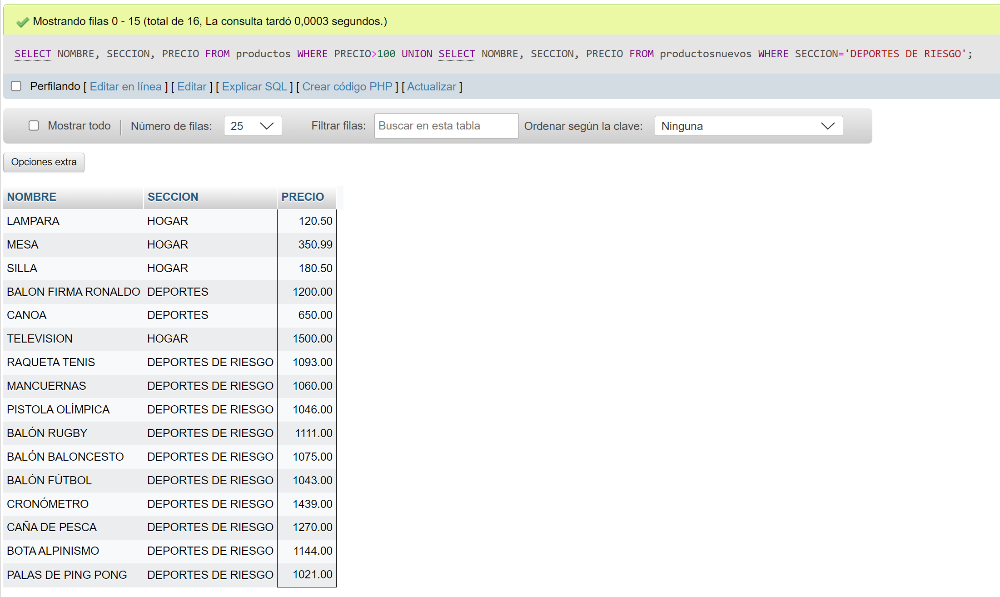 Mostrando filas 0 - 15 (total de 16, La consulta tardó 0,0003 segundos.)
SELECT NOMBRE, SECCION, PRECIO FROM productos WHERE PRECIO>100 UNION SELECT NOMBRE, SECCION, PRECIO FROM productosnuevos WHERE SECCION='DEPORTES DE RIESGO';
Perfilando [ Editar en línea ] [ Editar ] [ Explicar SQL ] [ Crear código PHP ] [ Actualizar ]
Mostrar todo | Número de filas: 25 Filtrar filas: Buscar en esta tabla Ordenar según la clave: Ninguna
Opciones extra
NOMBRE SECCION PRECIO
LAMPARA HOGAR 120.50
MESA HOGAR 350.99
SILLA HOGAR 180.50
BALON FIRMA RONALDO DEPORTES 1200.00
CANOA DEPORTES 650.00
TELEVISION HOGAR 1500.00
RAQUETA TENIS DEPORTES DE RIESGO 1093.00
MANCUERNAS DEPORTES DE RIESGO 1060.00
PISTOLA OLÍMPICA DEPORTES DE RIESGO 1046.00
BALÓN RUGBY DEPORTES DE RIESGO 1111.00
BALÓN BALONCESTO DEPORTES DE RIESGO 1075.00
BALÓN FÚTBOL DEPORTES DE RIESGO 1043.00
CRONÓMETRO DEPORTES DE RIESGO 1439.00
CAÑA DE PESCA DEPORTES DE RIESGO 1270.00
BOTA ALPINISMO DEPORTES DE RIESGO 1144.00
PALAS DE PING PONG DEPORTES DE RIESGO 1021.00